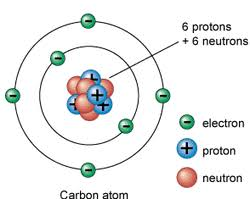 6 protons
+ 6 neutrons
electron
proton
neutron
Carbon atom